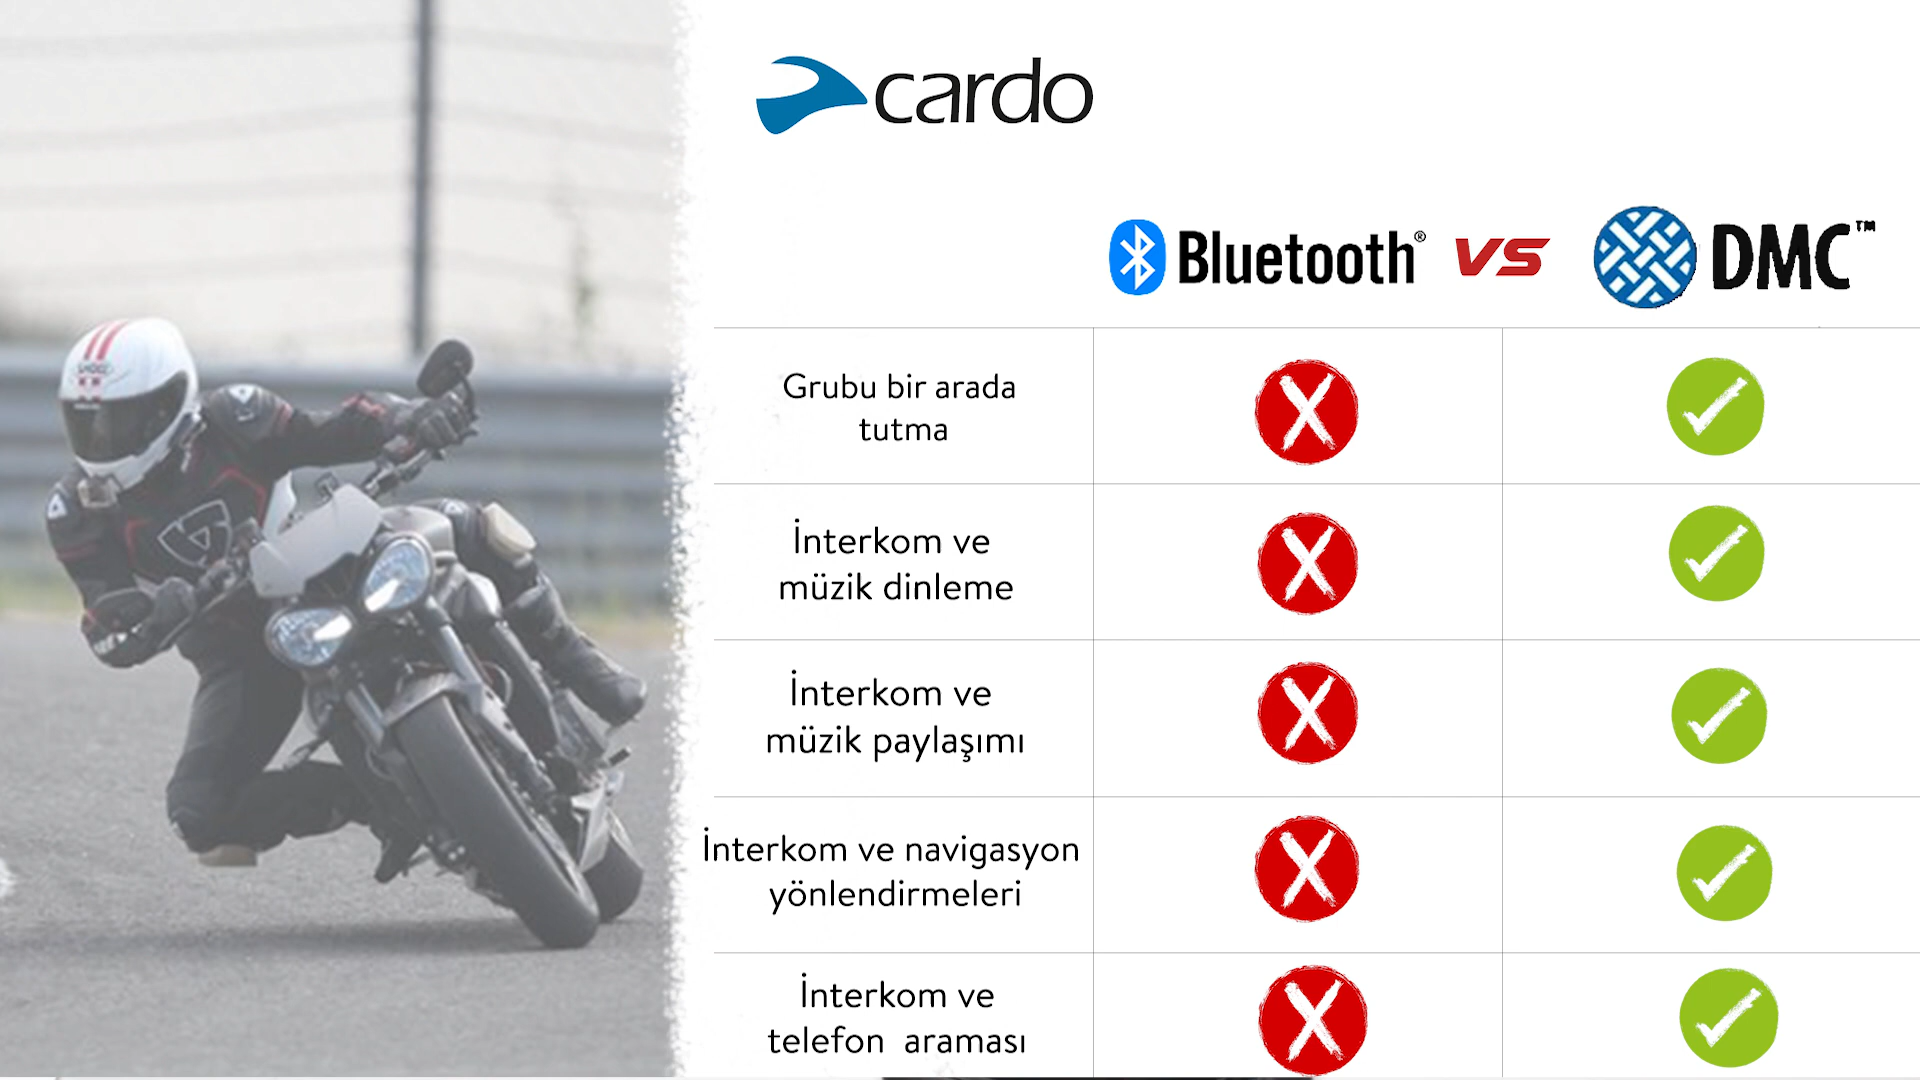 cardo
Bluetooth® VS DMC™
Grubu bir arada
tutma
İnterkom ve
müzik dinleme
İnterkom ve
müzik paylaşımı
İnterkom ve navigasyon
yönlendirmeleri
İnterkom ve
telefon araması
SHOEI